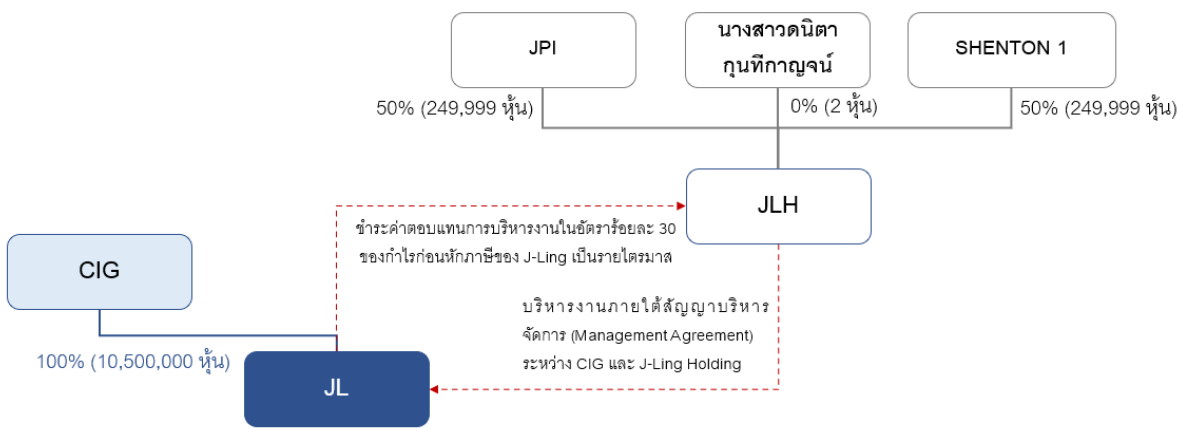 JPI
นางสาวดนิตา
กุนทีกาญจน์
SHENTON 1
50% (249,999 หุ้น)
0% (2 หุ้น)
50% (249,999 หุ้น)
JLH
ชำระค่าตอบแทนการบริหารงานในอัตราร้อยละ 30
ของกำไรก่อนหักภาษีของ J-Ling เป็นรายไตรมาส
CIG
บริหารงานภายใต้สัญญาบริหาร
จัดการ (Management Agreement)
ระหว่าง CIG และ J-Ling Holding
100% (10,500,000 หุ้น)
JL